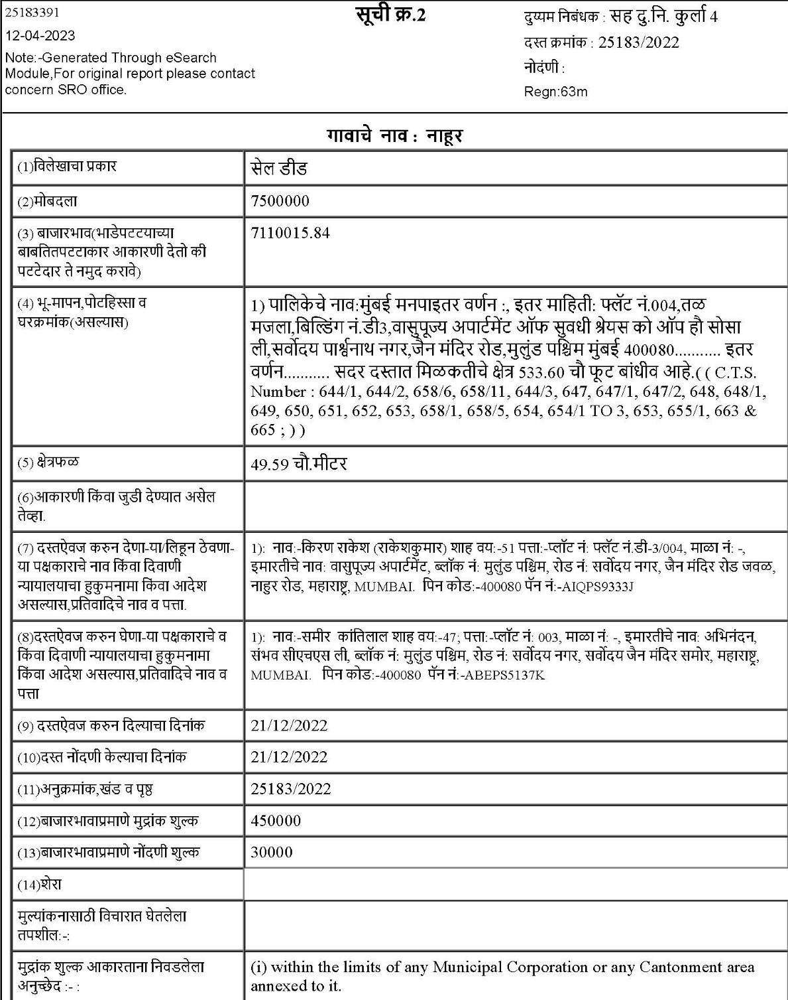 25183391
सूची क्र.2
दुय्यम निबंधक : सह दु.नि. कुर्ला 4
12-04-2023
दस्त क्रमांक : 25183/2022
Note:-Generated Through eSearch
Module,For original report please contact
concern SRO office.
नोदंणी :
Regn:63m
गावाचे नाव : नाहूर
(1)विलेखाचा प्रकार
सेल डीड
(2)मोबदला
7500000
(3) बाजारभाव(भाडेपटटयाच्या
बाबतितपटटाकार आकारणी देतो की
पटटेदार ते नमुद करावे)
7110015.84
(4) भू-मापन,पोटहिस्सा व
घरक्रमांक(असल्यास)
1) पालिकेचे नाव:मुंबई मनपाइतर वर्णन :, इतर माहिती: फ्लॅट नं.004,तळ
मजला,बिल्डिंग नं.डी3,वासुपूज्य अपार्टमेंट ऑफ सुवधी श्रेयस को ऑप हौ सोसा
ली,सर्वोदय पार्श्वनाथ नगर,जैन मंदिर रोड,मुलुंड पश्चिम मुंबई 400080........... इतर
वर्णन........... सदर दस्तात मिळकतीचे क्षेत्र 533.60 चौ फूट बांधीव आहे.( ( C.T.S.
Number : 644/1, 644/2, 658/6, 658/11, 644/3, 647, 647/1, 647/2, 648, 648/1,
649, 650, 651, 652, 653, 658/1, 658/5, 654, 654/1 TO 3, 653, 655/1, 663 &
665 ; ) )
(5) क्षेत्रफळ
49.59 चौ.मीटर
(6)आकारणी किंवा जुडी देण्यात असेल
तेव्हा.
(7) दस्तऐवज करुन देणा-या/लिहून ठेवणा-
या पक्षकाराचे नाव किंवा दिवाणी
न्यायालयाचा हुकुमनामा किंवा आदेश
असल्यास,प्रतिवादिचे नाव व पत्ता.
1): नाव:-किरण राकेश (राकेशकुमार) शाह वय:-51 पत्ता:-प्लॉट नं: फ्लॅट नं.डी-3/004, माळा नं: -,
इमारतीचे नाव: वासुपूज्य अपार्टमेंट, ब्लॉक नं: मुलुंड पश्चिम, रोड नं: सर्वोदय नगर, जैन मंदिर रोड जवळ,
नाहुर रोड, महाराष्ट्र, MUMBAI. पिन कोड:-400080 पॅन नं:-AIQPS9333J
(8)दस्तऐवज करुन घेणा-या पक्षकाराचे व
किंवा दिवाणी न्यायालयाचा हुकुमनामा
किंवा आदेश असल्यास,प्रतिवादिचे नाव व
पत्ता
1): नाव:-समीर कांतिलाल शाह वय:-47; पत्ता:-प्लॉट नं: 003, माळा नं: -, इमारतीचे नाव: अभिनंदन,
संभव सीएचएस ली, ब्लॉक नं: मुलुंड पश्चिम, रोड नं: सर्वोदय नगर, सर्वोदय जैन मंदिर समोर, महाराष्ट्र,
MUMBAI. पिन कोड:-400080 पॅन नं:-ABEPS5137K
(9) दस्तऐवज करुन दिल्याचा दिनांक
21/12/2022
(10)दस्त नोंदणी केल्याचा दिनांक
21/12/2022
(11)अनुक्रमांक,खंड व पृष्ठ
25183/2022
(12)बाजारभावाप्रमाणे मुद्रांक शुल्क
450000
(13)बाजारभावाप्रमाणे नोंदणी शुल्क
30000
(14)शेरा
मुल्यांकनासाठी विचारात घेतलेला
तपशील:-:
मुद्रांक शुल्क आकारताना निवडलेला
अनुच्छेद :- :
(i) within the limits of any Municipal Corporation or any Cantonment area
annexed to it.